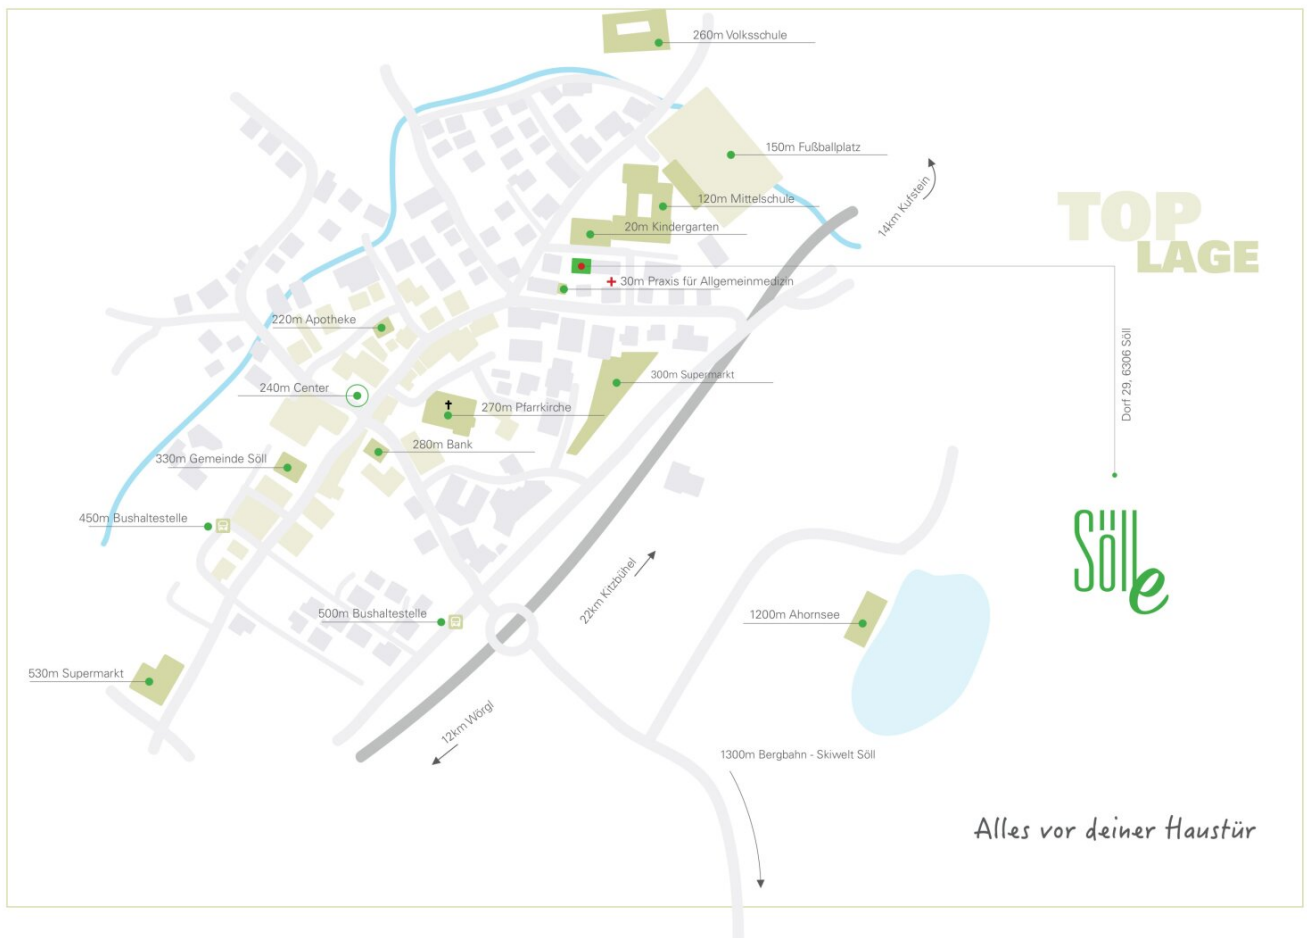 260m Volksschule
150m Fußballplatz
14km Kufstein
120m Mittelschule
TOP
LAGE
20m Kindergarten
30m Praxis für Allgemeinmedizin
220m Apotheke
Dorf 29, 6306 Söll
300m Supermarkt
240m Center
270m Pfarrkirche
280m Bank
330m Gemeinde Söll
450m Bushaltestelle
Sölle
22km Kitzbühel
500m Bushaltestelle
1200m Ahornsee
530m Supermarkt
12km Wörgl
1300m Bergbahn - Skiwelt Söll
Alles vor deiner Haustür